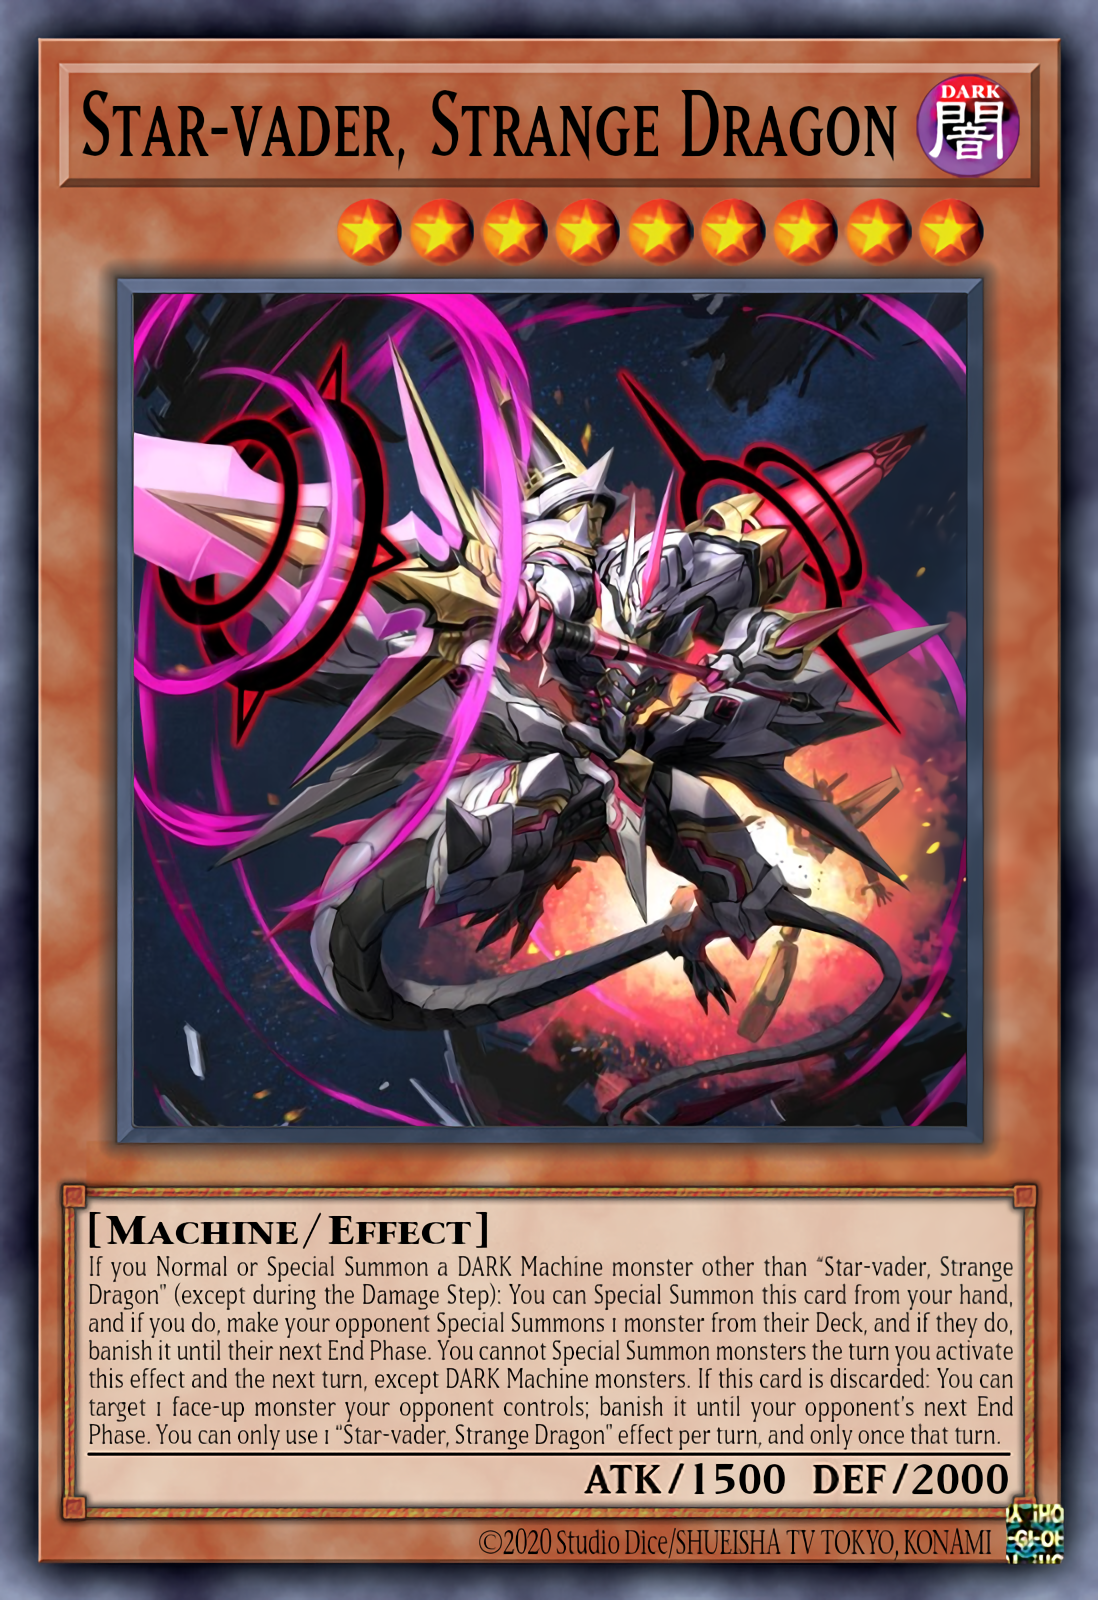 Star-vader, Strange Dragon
DARK
闇
[Machine/Effect]
If you Normal or Special Summon a DARK Machine monster other than “Star-vader, Strange
Dragon” (except during the Damage Step): You can Special Summon this card from your hand,
and if you do, make your opponent Special Summons 1 monster from their Deck, and if they do,
banish it until their next End Phase. You cannot Special Summon monsters the turn you activate
this effect and the next turn, except DARK Machine monsters. If this card is discarded: You can
target 1 face-up monster your opponent controls; banish it until your opponent’s next End
Phase. You can only use 1 “Star-vader, Strange Dragon” effect per turn, and only once that turn.
ATK/1500 DEF/2000
©2020 Studio Dice/SHUEISHA TV TOKYO, KONAMI